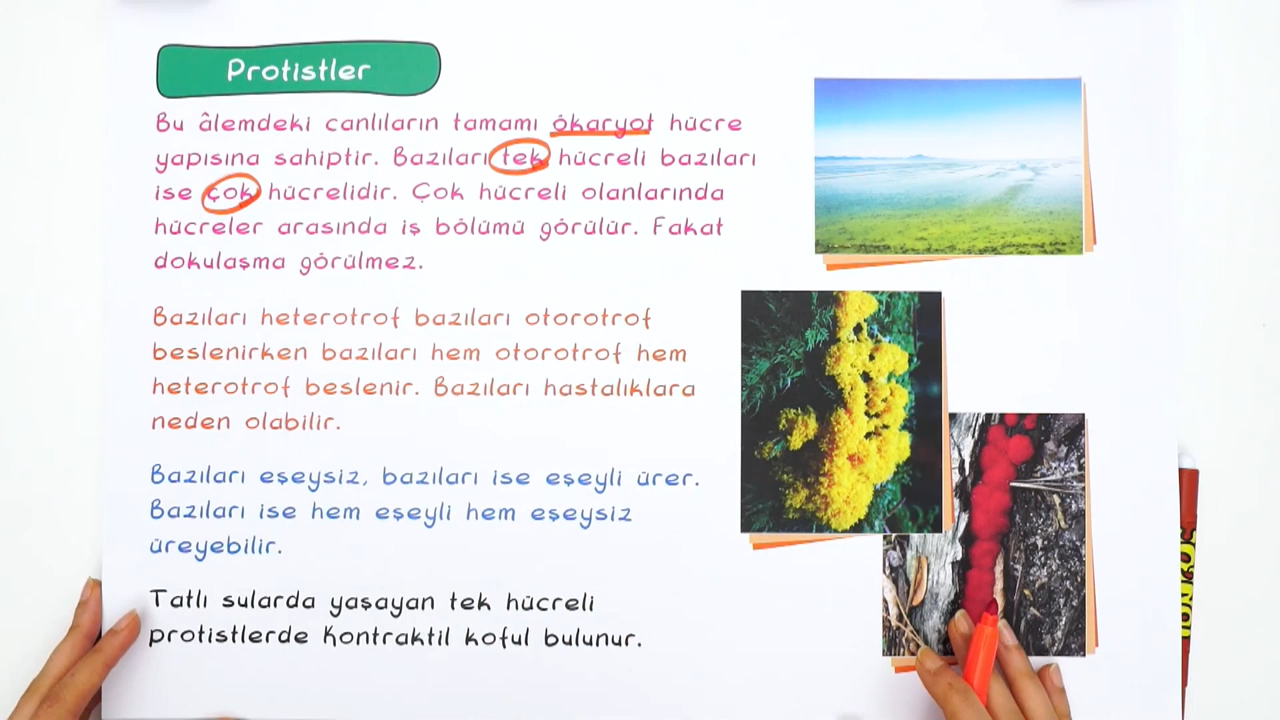 Protistler
Bu âlemdeki canlıların tamamı ökaryot hücre
yapısına sahiptir. Bazıları tek hücreli bazıları
ise çok hücrelidir. Çok hücreli olanlarında
hücreler arasında iş bölümü görülür. Fakat
dokulaşma görülmez.
Bazıları heterotrof bazıları otorotrof
beslenirken bazıları hem otorotrof hem
heterotrof beslenir. Bazıları hastalıklara
neden olabilir.
Bazıları eşeysiz, bazıları ise eşeyli ürer.
Bazıları ise hem eşeyli hem eşeysiz
üreyebilir.
Tatlı sularda yaşayan tek hücreli
protistlerde kontraktil koful bulunur.